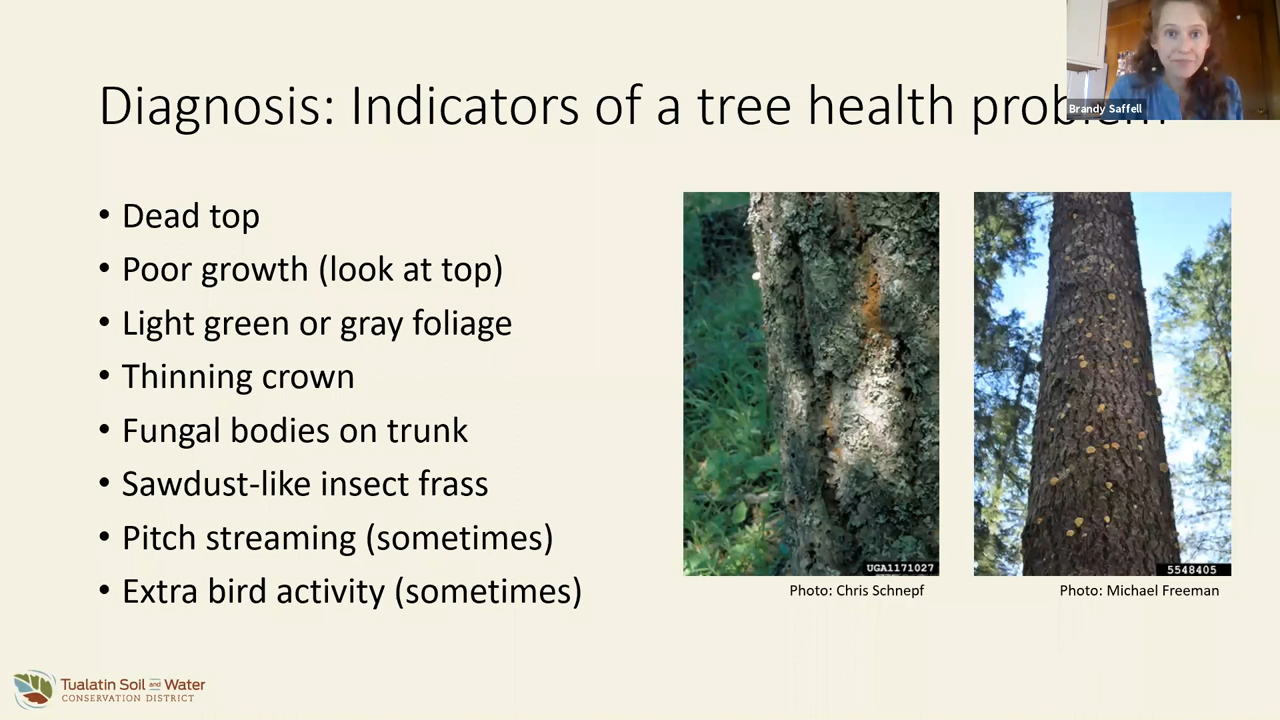 Diagnosis: Indicators of a tree health problem
Brandy Saffell
• Dead top
• Poor growth (look at top)
• Light green or gray foliage
• Thinning crown
• Fungal bodies on trunk
• Sawdust-like insect frass
• Pitch streaming (sometimes)
• Extra bird activity (sometimes)
UGA1171027
5548405
Photo: Chris Schnepf
Photo: Michael Freeman
Tualatin Soil and Water
CONSERVATION DISTRICT